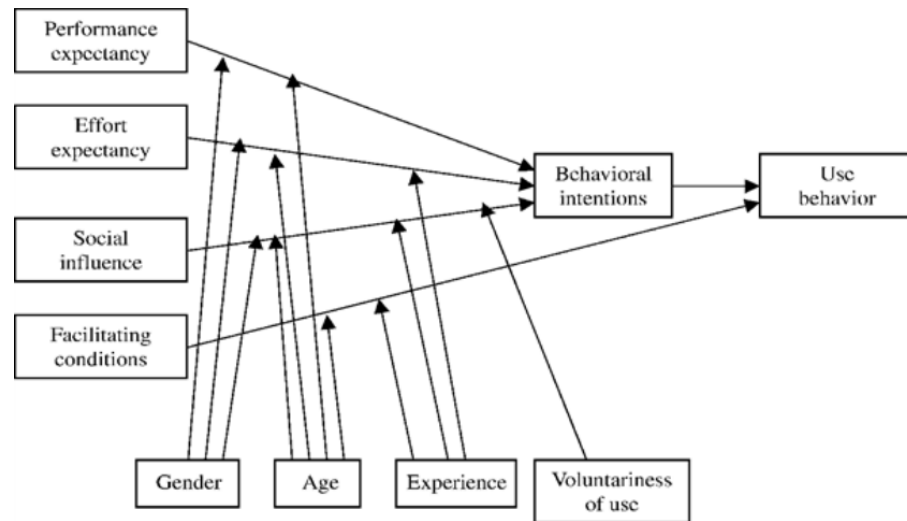 Performance
expectancy
Effort
expectancy
Social
influence
Facilitating
conditions
Behavioral
intentions
Use
behavior
Gender
Age
Experience
Voluntariness
of use